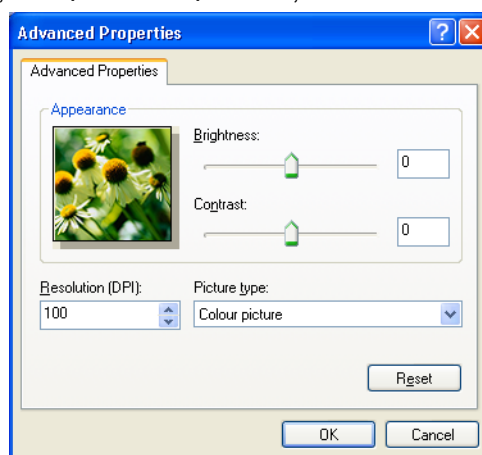 Advanced Properties
Advanced Properties
Appearance
Brightness:
0
Contrast:
0
Resolution (DPI):
Picture type:
100
Colour picture
Reset
OK
Cancel